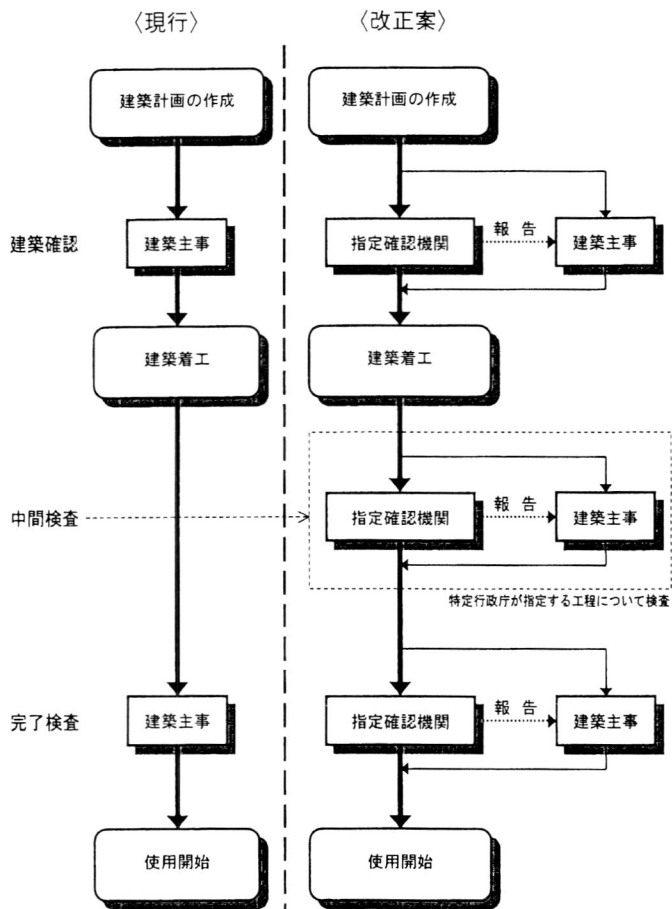 〈現行〉
〈改正案〉
建築計画の作成
建築計画の作成
建築確認
建築主事
指定確認機関
報 告
建築主事
建築着工
建築着工
中間検査
指定確認機関
報 告
建築主事
特定行政庁が指定する工程について検査
完了検査
建築主事
指定確認機関
報 告
建築主事
使用開始
使用開始